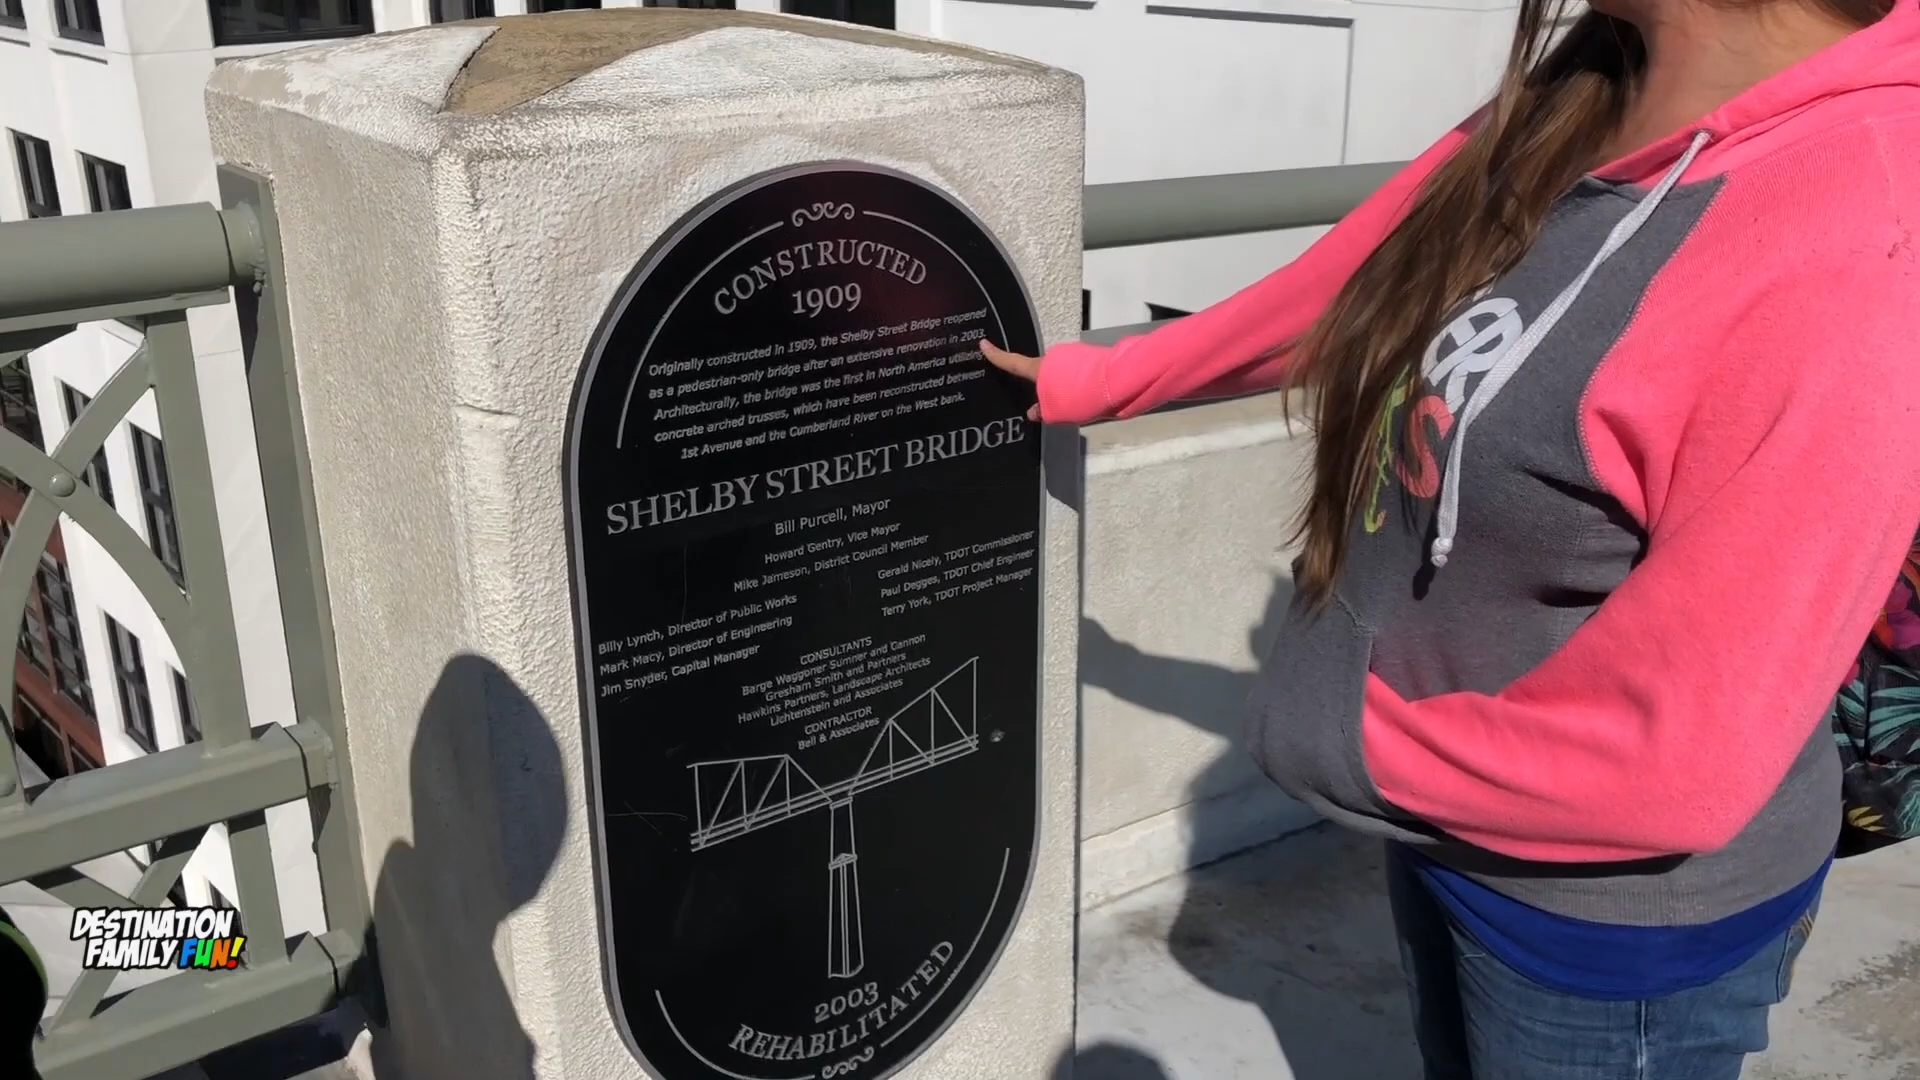 CONSTRUCTED
1909
Originally constructed in 1909, the Shelby Street Bridge reopened
as a pedestrian-only bridge after an extensive renovation in 2003.
Architecturally, the bridge was the first in North America utilizing
concrete arched trusses, which have been reconstructed between
1st Avenue and the Cumberland River on the West bank.
SHELBY STREET BRIDGE
Bill Purcell, Mayor
Howard Gentry, Vice Mayor
Mike Jameson, District Council Member
Billy Lynch, Director of Public Works
Mark Macy, Director of Engineering
Jim Snyder, Capital Manager
Gerald Nicely, TDOT Commissioner
Paul Degges, TDOT Chief Engineer
Terry York, TDOT Project Manager
CONSULTANTS
Barge Waggoner Sumner and Cannon
Gresham Smith and Partners
Hawkins Partners, Landscape Architects
Lichtenstein and Associates
CONTRACTOR
Bell & Associates
2003
REHABILITATED
DESTINATION
FAMILY FUN!